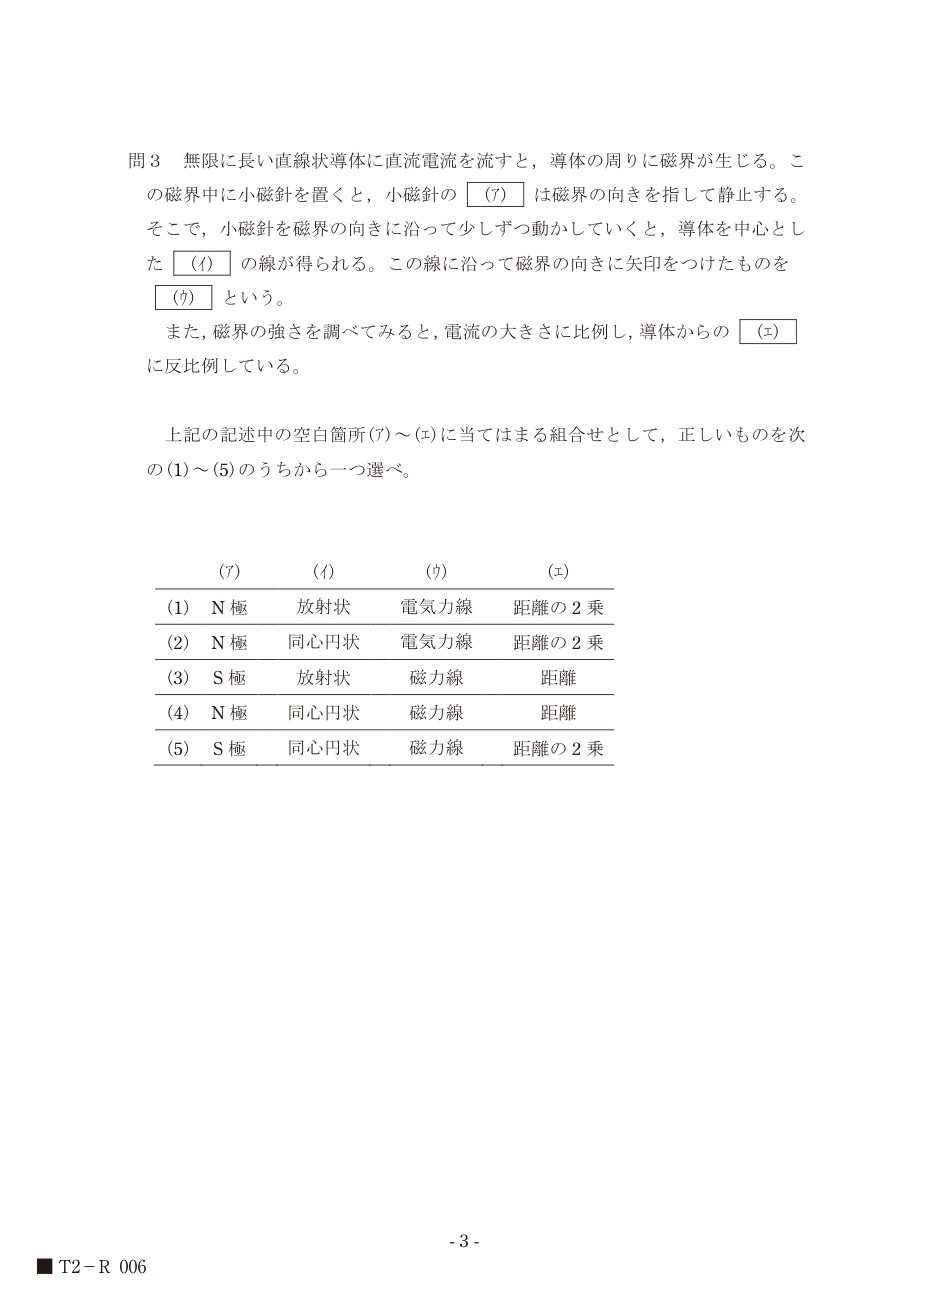 問３　無限に長い直線状導体に直流電流を流すと，導体の周りに磁界が生じる。こ
の磁界中に小磁針を置くと，小磁針の (ｱ) は磁界の向きを指して静止する。
そこで，小磁針を磁界の向きに沿って少しずつ動かしていくと，導体を中心とし
た (ｲ) の線が得られる。この線に沿って磁界の向きに矢印をつけたものを
(ｳ) という。
また，磁界の強さを調べてみると，電流の大きさに比例し，導体からの (ｴ)
に反比例している。
上記の記述中の空白箇所(ｱ)～(ｴ)に当てはまる組合せとして，正しいものを次
の(1)～(5)のうちから一つ選べ。
(ｱ) (ｲ) (ｳ) (ｴ)
(1) N 極 放射状 電気力線 距離の 2 乗
(2) N 極 同心円状 電気力線 距離の 2 乗
(3) S 極 放射状 磁力線 距離
(4) N 極 同心円状 磁力線 距離
(5) S 極 同心円状 磁力線 距離の 2 乗
- 3 -
■ T2－R 006